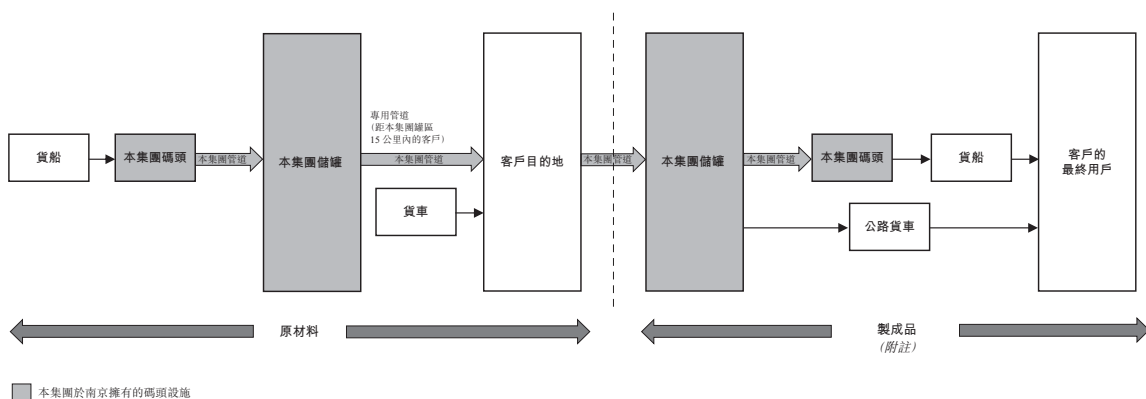 貨船
本集團碼頭
本集團管道
本集團儲罐
專用管道
(距本集團罐區
15 公里內的客戶)
本集團管道
貨車
客戶目的地
本集團管道
本集團儲罐
本集團管道
本集團碼頭
貨船
公路貨車
客戶的
最終用戶
原材料
製成品
(附註)
本集團於南京擁有的碼頭設施